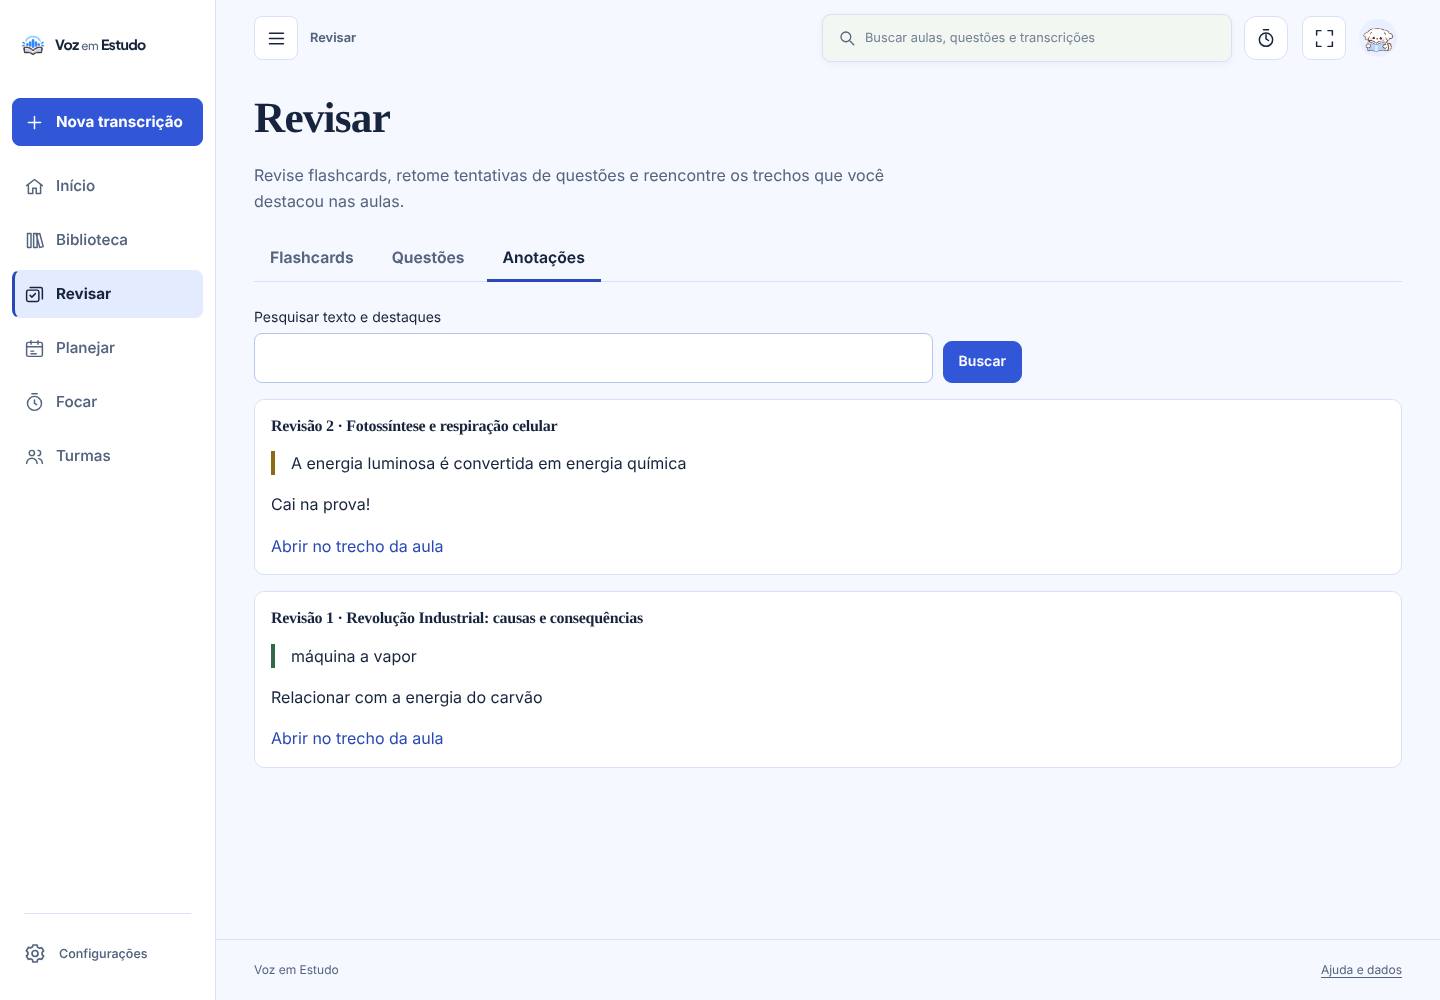 Voz em Estudo
Nova transcrição
Início
Biblioteca
Revisar
Planejar
Focar
Turmas
Configurações
Revisar
Buscar aulas, questões e transcrições
Revisar
Revise flashcards, retome tentativas de questões e reencontre os trechos que você
destacou nas aulas.
Flashcards
Questões
Anotações
Pesquisar texto e destaques
Buscar
Revisão 2 · Fotossíntese e respiração celular
A energia luminosa é convertida em energia química
Cai na prova!
Abrir no trecho da aula
Revisão 1 · Revolução Industrial: causas e consequências
máquina a vapor
Relacionar com a energia do carvão
Abrir no trecho da aula
Voz em Estudo
Ajuda e dados